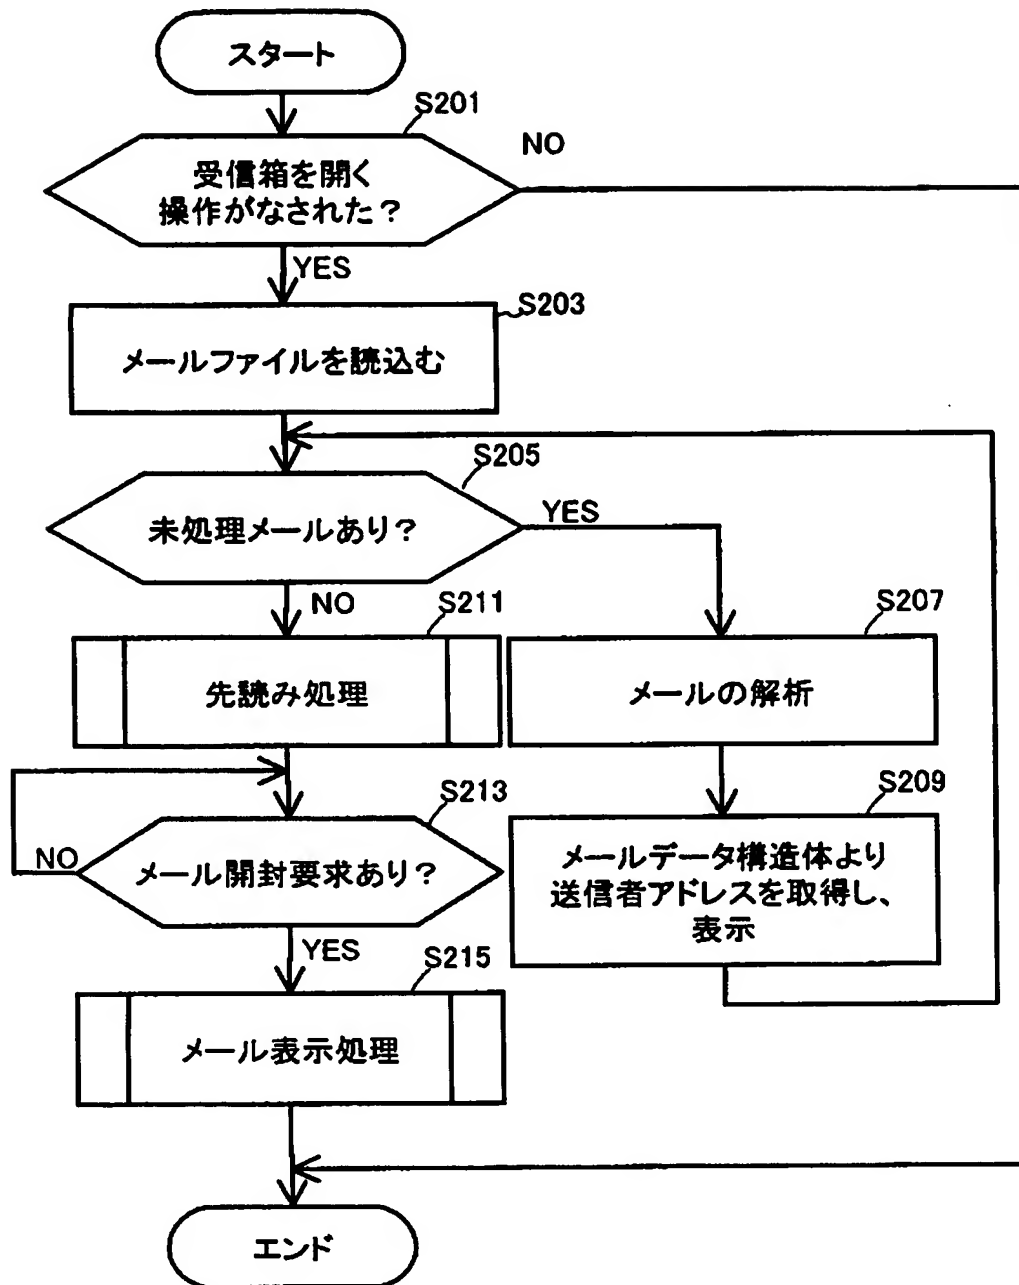 スタート
S201
NO
受信箱を開く
操作がなされた?
YES
S203
メールファイルを読込む
S205
未処理メールあり?
YES
NO
S211
S207
先読み処理
メールの解析
S213
S209
NO
メール開封要求あり?
メールデータ構造体より
送信者アドレスを取得し、
表示
YES
S215
メール表示処理
エンド